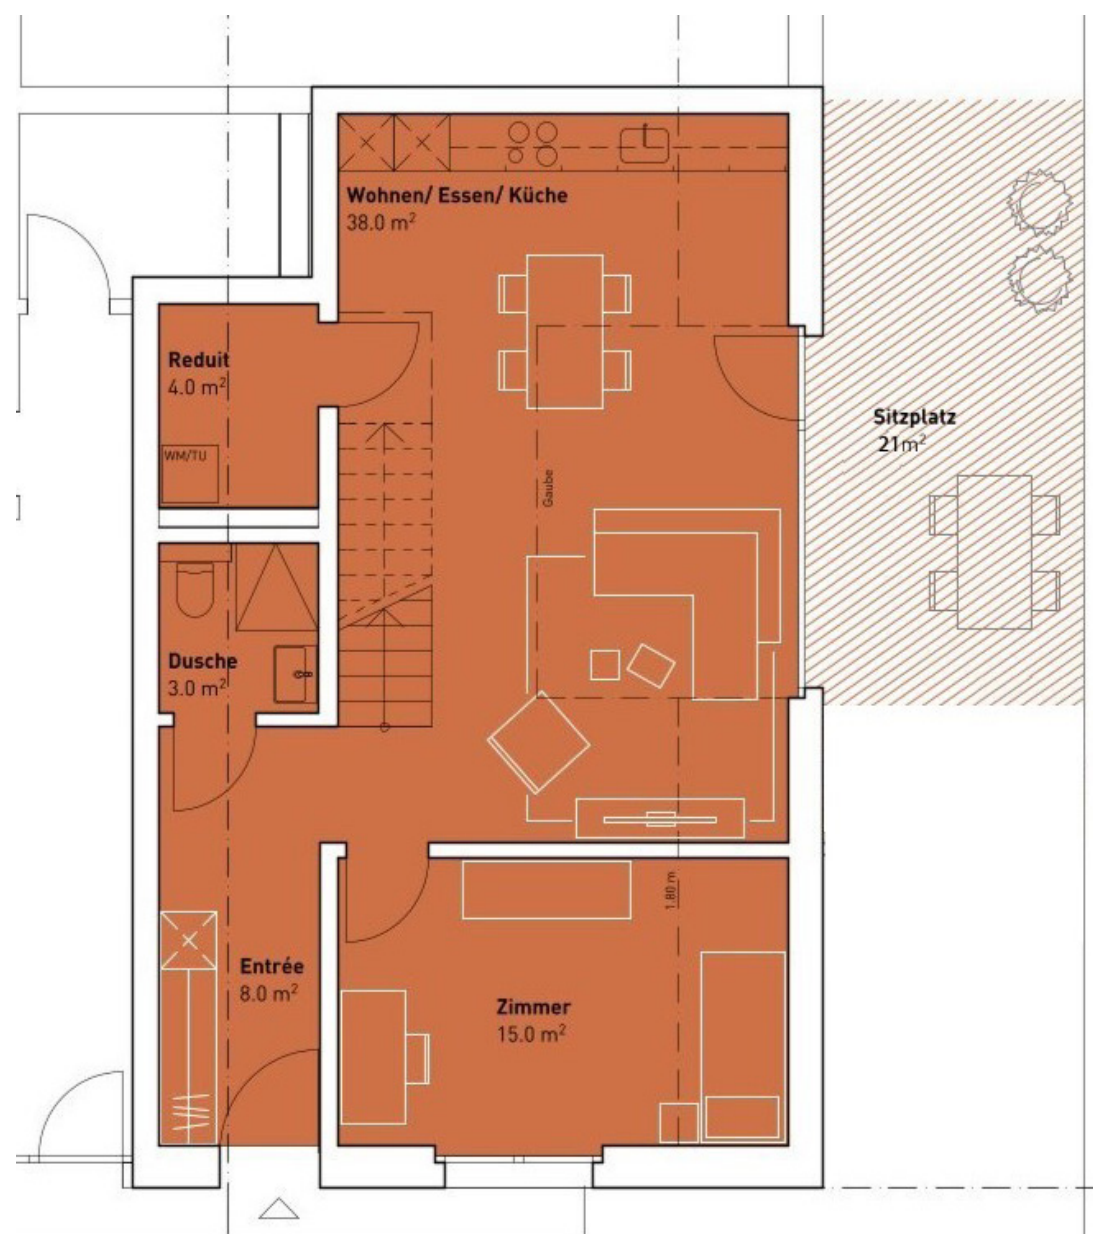 Wohnen/ Essen/ Küche
38.0 m²
Reduit
4.0 m²
WM/TU
Sitzplatz
21m²
Gaube
Dusche
3.0 m²
1.80 m
Entrée
8.0 m²
Zimmer
15.0 m²